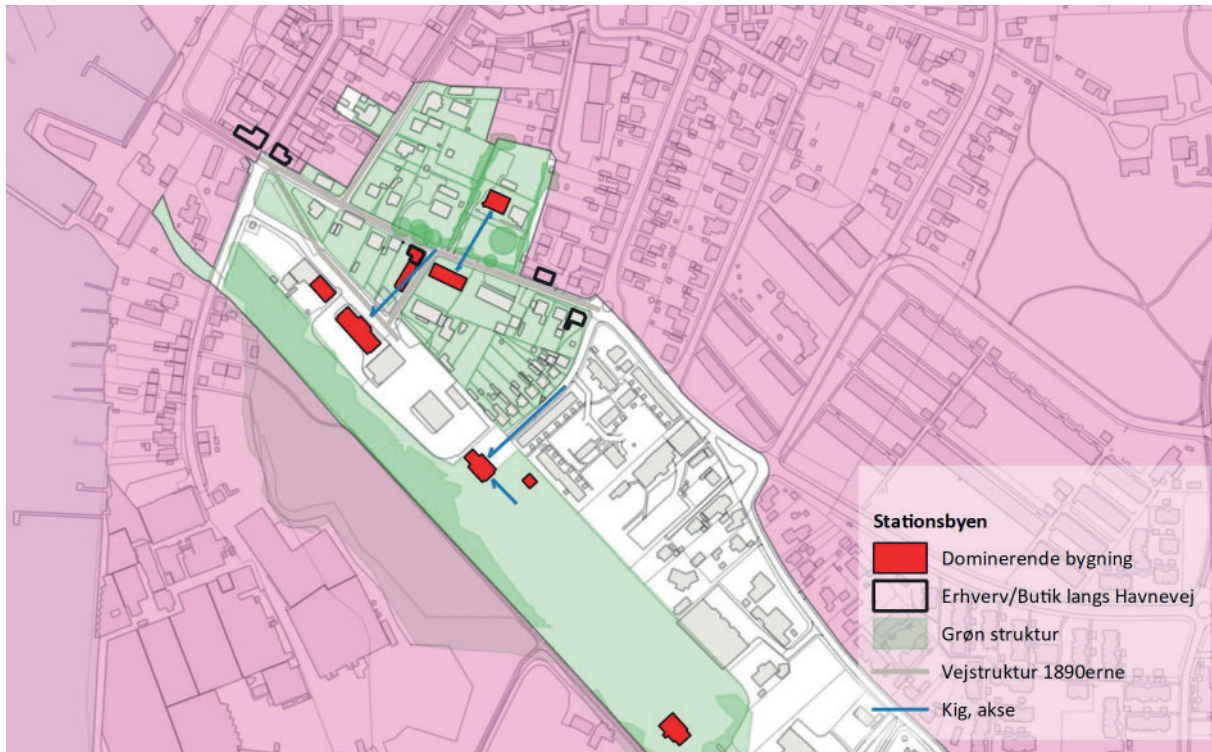 Stationsbyen
Dominerende bygning
Erhverv/Butik langs Havnevej
Grøn struktur
Vejstruktur 1890erne
Kig, akse